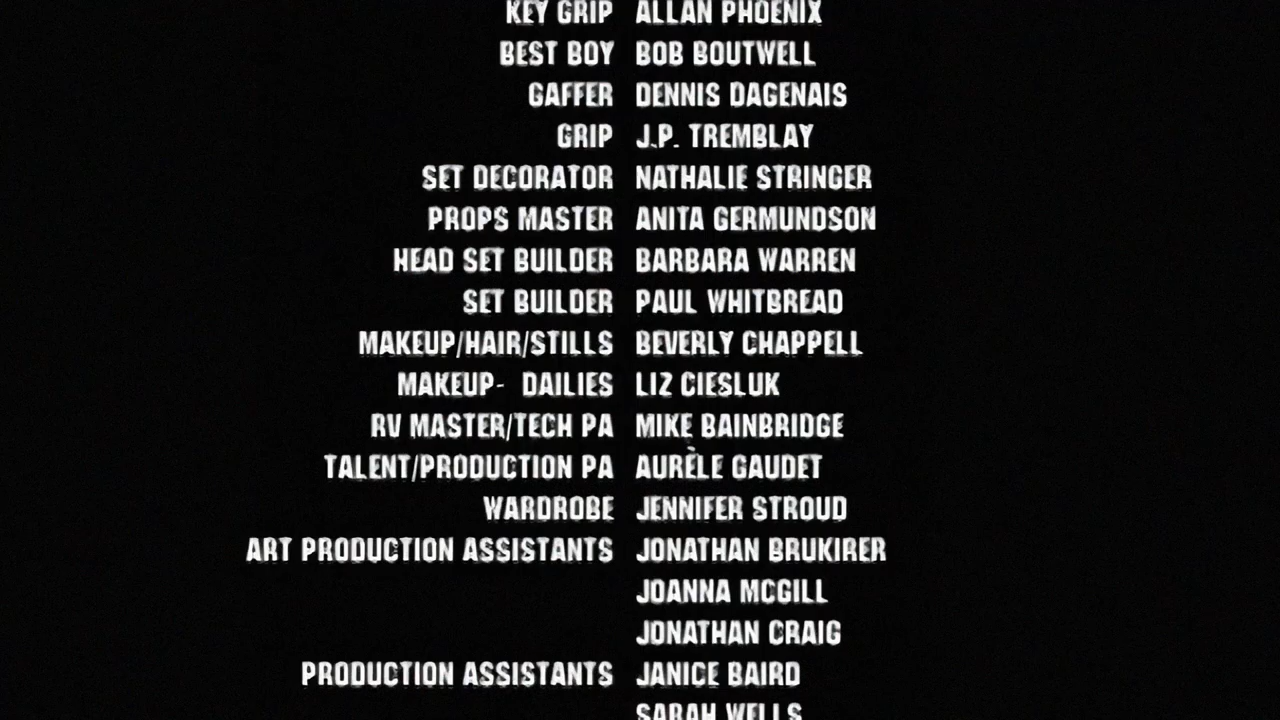 KEY GRIP ALLAN PHOENIX
BEST BOY BOB BOUTWELL
GAFFER DENNIS DAGENAIS
GRIP J.P. TREMBLAY
SET DECORATOR NATHALIE STRINGER
PROPS MASTER ANITA GERMUNDSON
HEAD SET BUILDER BARBARA WARREN
SET BUILDER PAUL WHITBREAD
MAKEUP/HAIR/STILLS BEVERLY CHAPPELL
MAKEUP- DAILIES LIZ CIESLUK
RV MASTER/TECH PA MIKE BAINBRIDGE
TALENT/PRODUCTION PA AURÈLE GAUDET
WARDROBE JENNIFER STROUD
ART PRODUCTION ASSISTANTS JONATHAN BRUKIRER
JOANNA MCGILL
JONATHAN CRAIG
PRODUCTION ASSISTANTS JANICE BAIRD
SARAH WELLS